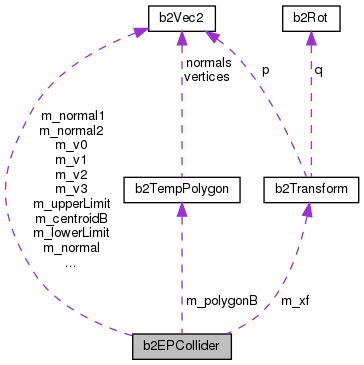 b2Vec2
b2Rot
normals
vertices
p
q
m_normal1
m_normal2
m_v0
m_v1
m_v2
m_v3
m_upperLimit
m_centroidB
m_lowerLimit
m_normal
...
b2TempPolygon
b2Transform
m_polygonB
m_xf
b2EPCollider